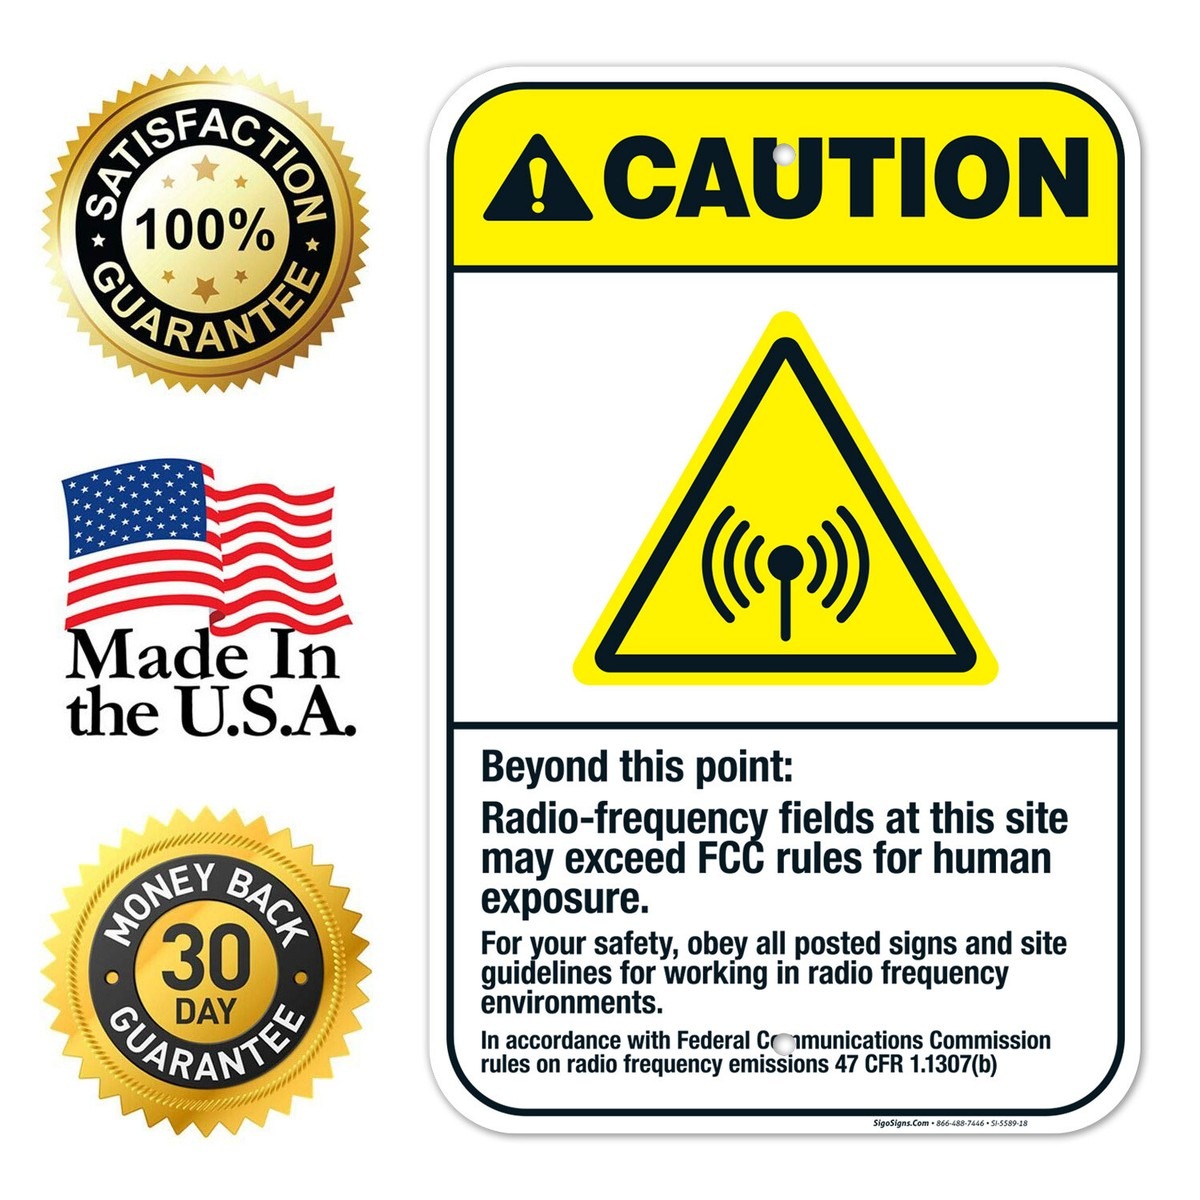 SATISFACTION
100%
GUARANTEE
Made In
the U.S.A.
MONEY BACK
30
DAY
GUARANTEE
CAUTION
Beyond this point:
Radio-frequency fields at this site
may exceed FCC rules for human
exposure.
For your safety, obey all posted signs and site
guidelines for working in radio frequency
environments.
In accordance with Federal Communications Commission
rules on radio frequency emissions 47 CFR 1.1307(b)
SigoSigns.Com • 866-488-7446 • SI-5589-18